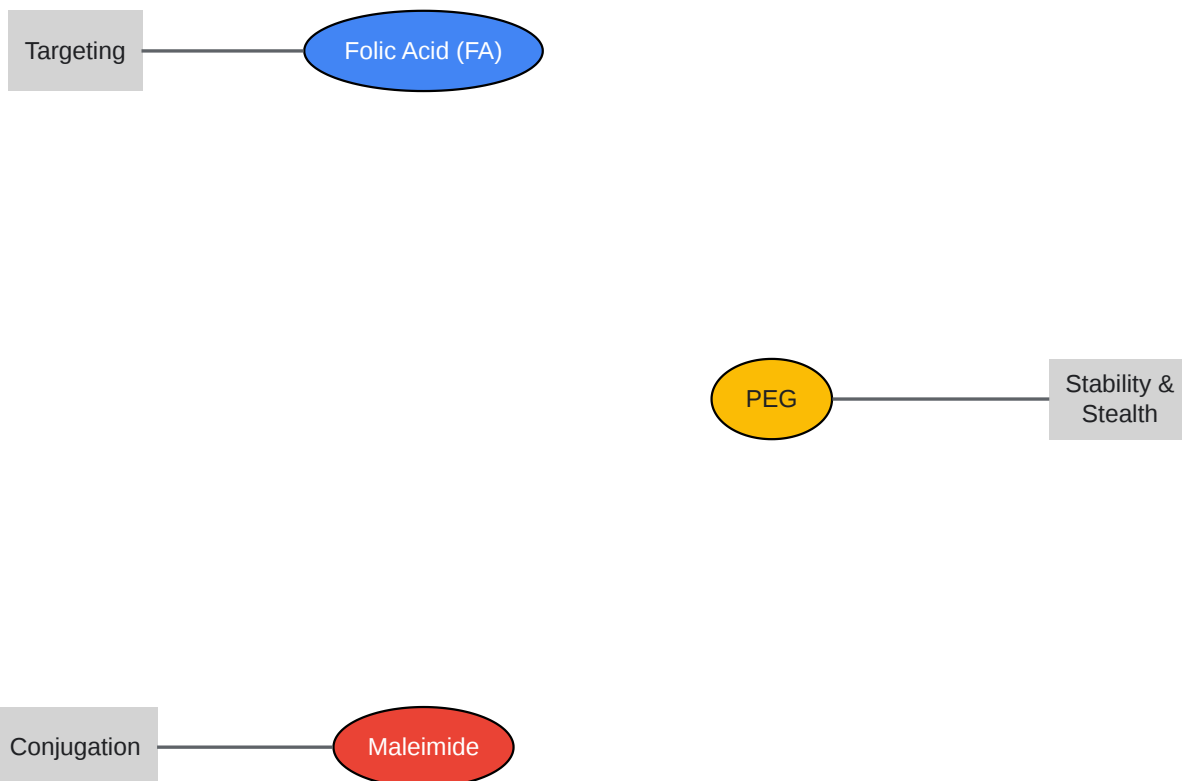 Targeting
Folic Acid (FA)
PEG
Stability &
Stealth
Conjugation
Maleimide